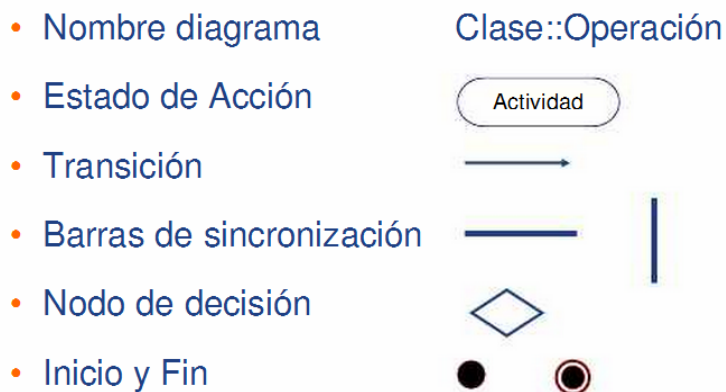 • Nombre diagrama Clase::Operación
• Estado de Acción Actividad
• Transición
• Barras de sincronización
• Nodo de decisión
• Inicio y Fin